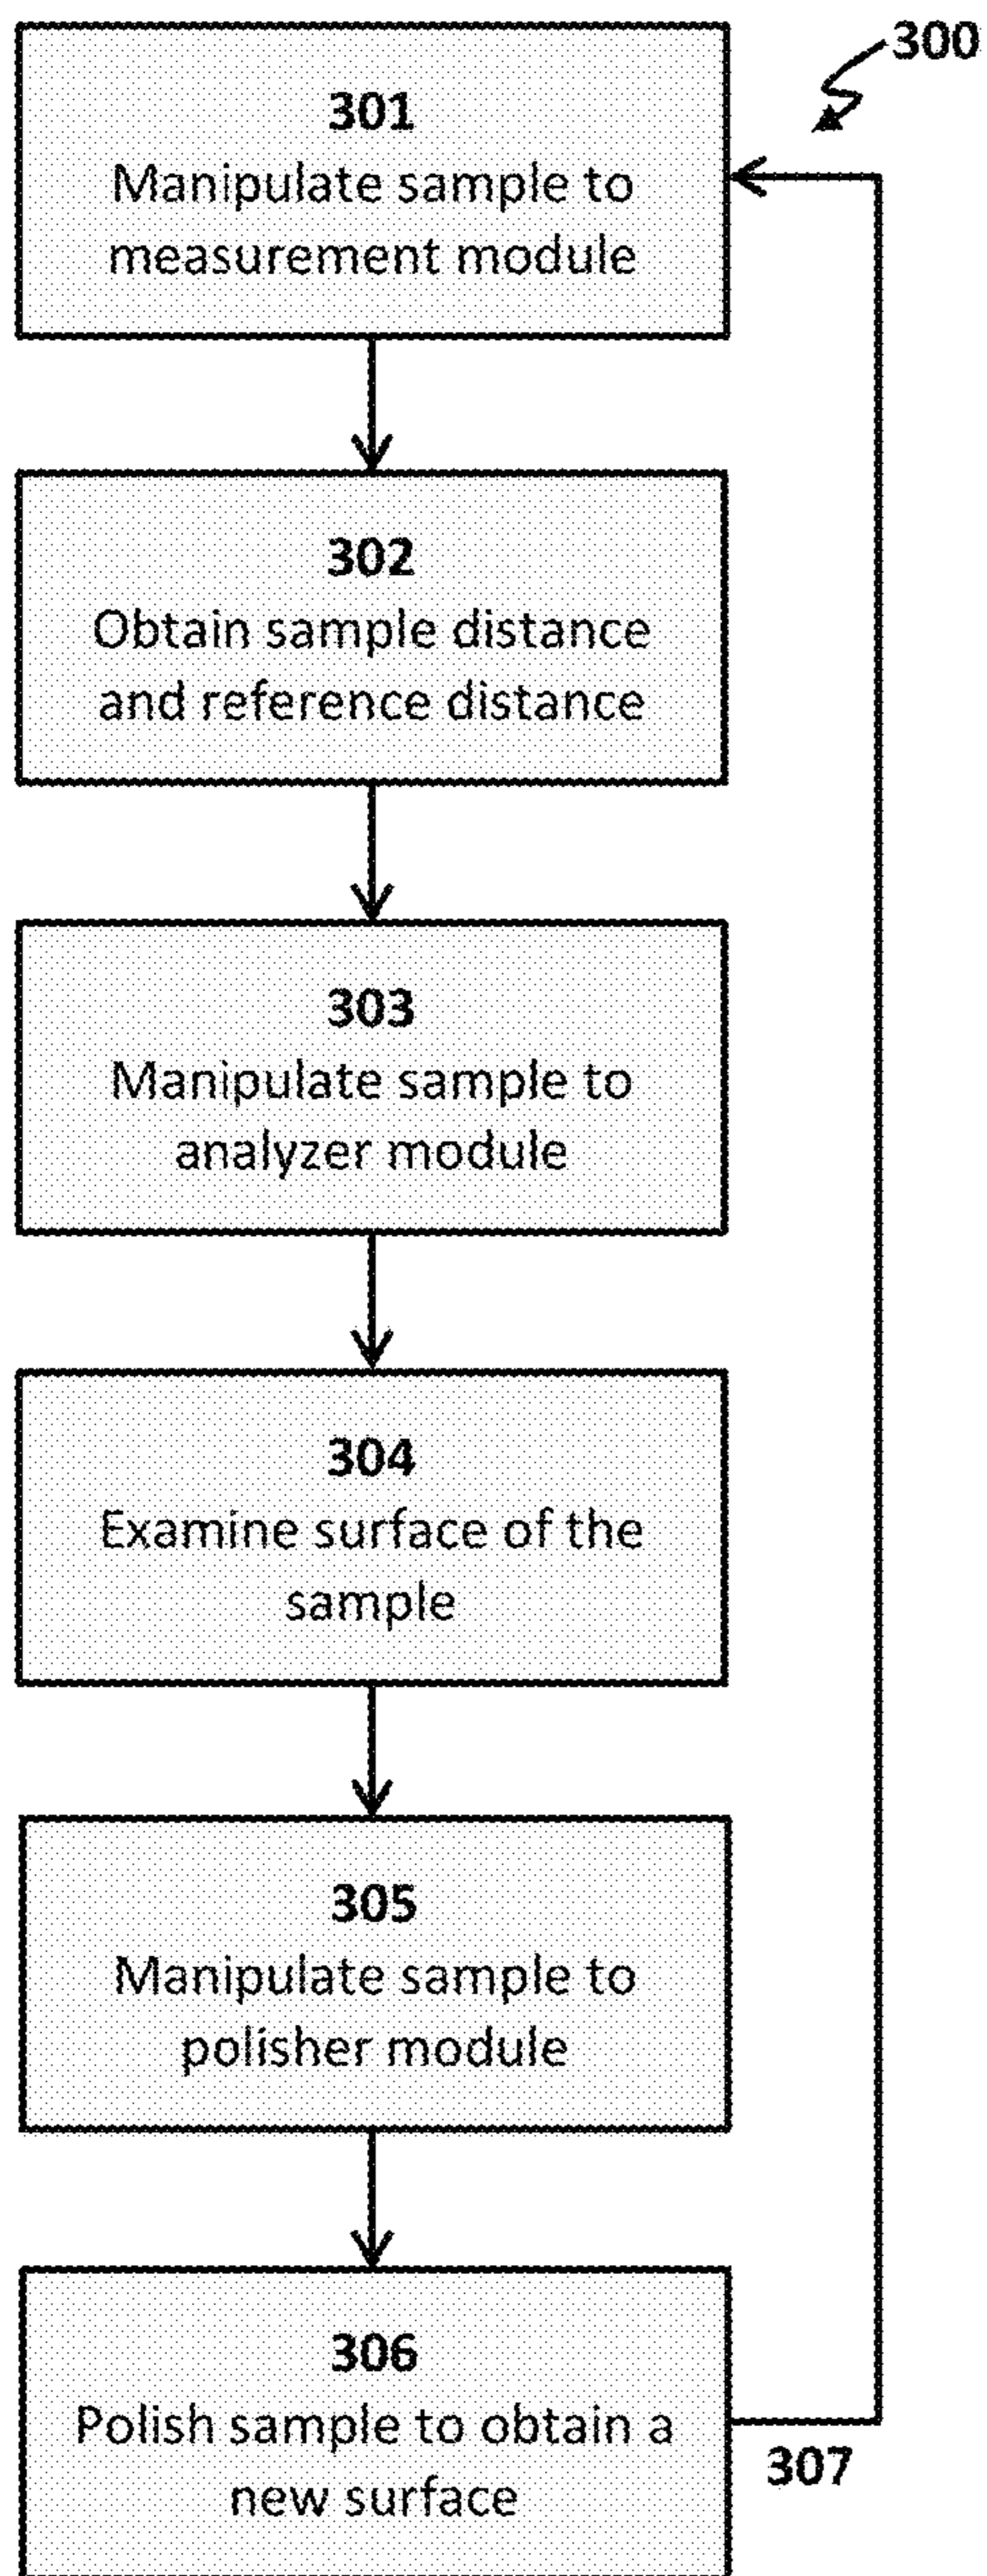 300
301
Manipulate sample to
measurement module
302
Obtain sample distance
and reference distance
303
Manipulate sample to
analyzer module
304
Examine surface of the
sample
305
Manipulate sample to
polisher module
306
Polish sample to obtain a
new surface
307